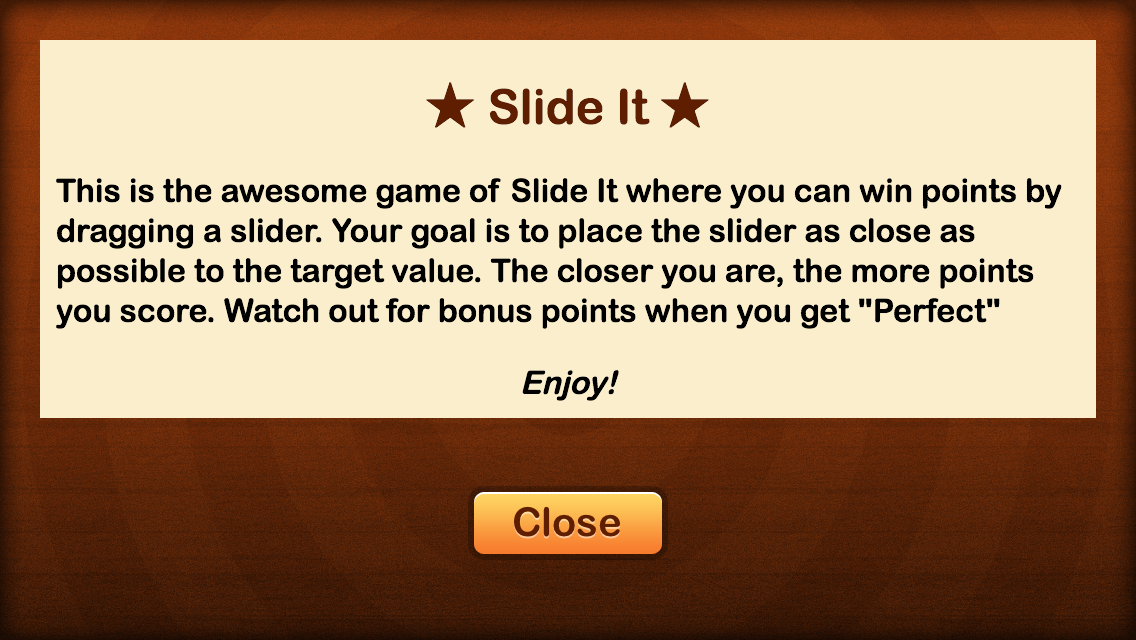 ★ Slide It ★
This is the awesome game of Slide It where you can win points by
dragging a slider. Your goal is to place the slider as close as
possible to the target value. The closer you are, the more points
you score. Watch out for bonus points when you get "Perfect"
Enjoy!
Close